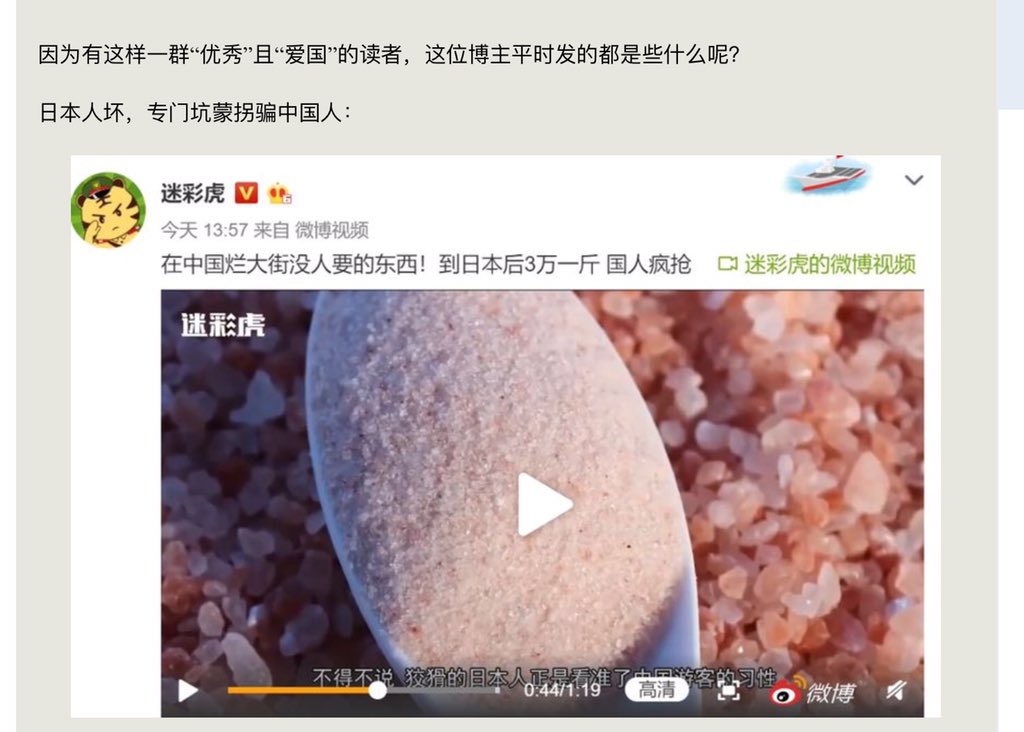 因为有这样一群“优秀”且“爱国”的读者，这位博主平时发的都是些什么呢？
日本人坏，专门坑蒙拐骗中国人：
迷彩虎
今天 13:57 来自 微博视频
在中国烂大街没人要的东西！到日本后3万一斤 国人疯抢 迷彩虎的微博视频
迷彩虎
不得不说 狡猾的日本人正是看准了中国游客的习性
0:44/1:19 高清 微博